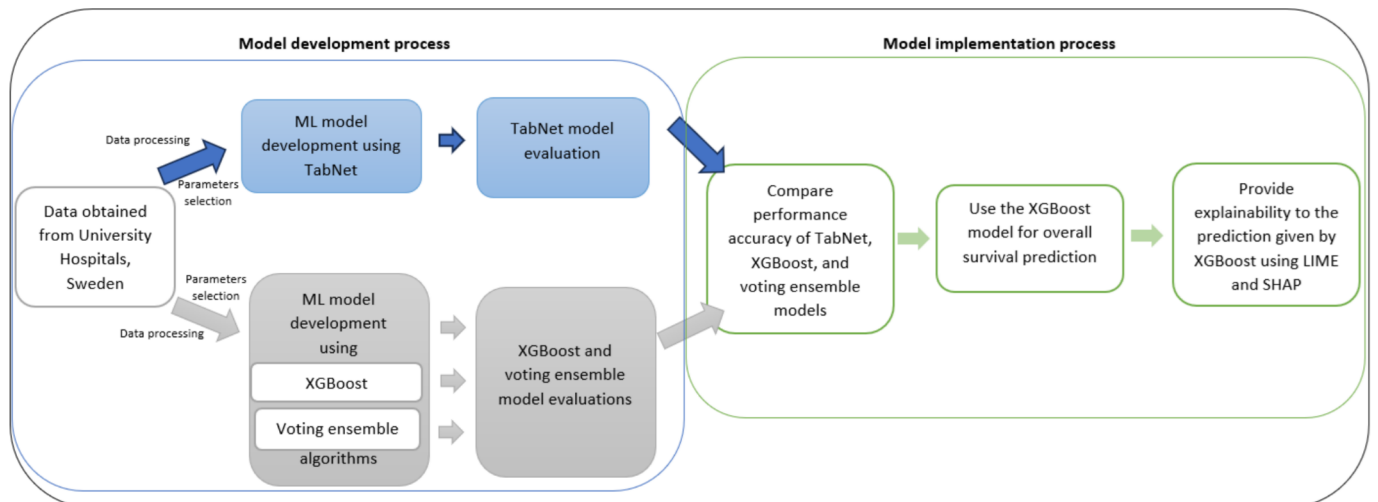 Model development process
Model implementation process
Data processing
Parameters
selection
Data obtained
from University
Hospitals,
Sweden
Parameters
selection
Data processing
ML model
development using
TabNet
TabNet model
evaluation
ML model
development
using
XGBoost
Voting ensemble
algorithms
XGBoost and
voting ensemble
model evaluations
Compare
performance
accuracy of TabNet,
XGBoost, and
voting ensemble
models
Use the XGBoost
model for overall
survival prediction
Provide
explainability to the
prediction given by
XGBoost using LIME
and SHAP